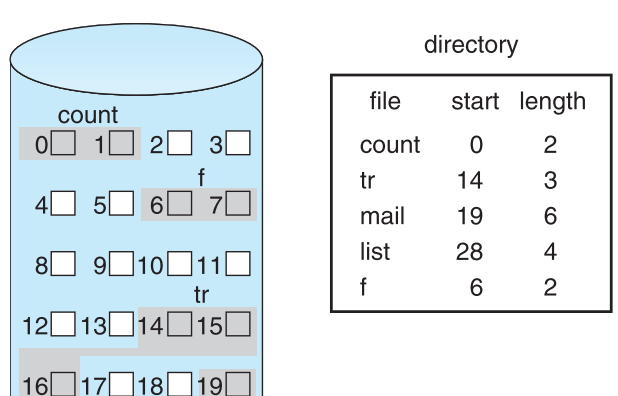 directory
file start length
count 0 2
tr 14 3
mail 19 6
list 28 4
f 6 2
count
0 1 2 3
f
4 5 6 7
8 9 10 11
tr
12 13 14 15
16 17 18 19